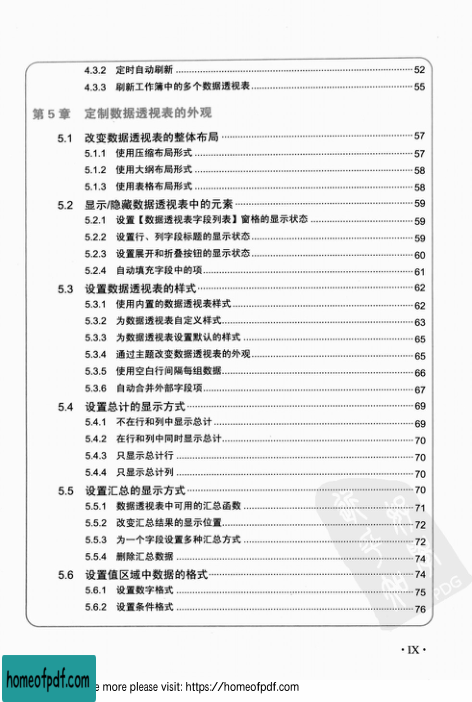 4.3.2 定时自动刷新 52
4.3.3 刷新工作簿中的多个数据透视表 55
第 5 章 定制数据透视表的外观
5.1 改变数据透视表的整体布局 57
5.1.1 使用压缩布局形式 57
5.1.2 使用大纲布局形式 58
5.1.3 使用表格布局形式 58
5.2 显示/隐藏数据透视表中的元素 59
5.2.1 设置【数据透视表字段列表】窗格的显示状态 59
5.2.2 设置行、列字段标题的显示状态 59
5.2.3 设置展开和折叠按钮的显示状态 60
5.2.4 自动填充字段中的项 61
5.3 设置数据透视表的样式 62
5.3.1 使用内置的数据透视表样式 62
5.3.2 为数据透视表自定义样式 63
5.3.3 为数据透视表设置默认的样式 65
5.3.4 通过主题改变数据透视表的外观 65
5.3.5 使用空白行间隔每组数据 66
5.3.6 自动合并外部字段项 67
5.4 设置总计的显示方式 69
5.4.1 不在行和列中显示总计 69
5.4.2 在行和列中同时显示总计 70
5.4.3 只显示总计行 70
5.4.4 只显示总计列 70
5.5 设置汇总的显示方式 70
5.5.1 数据透视表中可用的汇总函数 71
5.5.2 改变汇总结果的显示位置 72
5.5.3 为一个字段设置多种汇总方式 72
5.5.4 删除汇总数据 74
5.6 设置值区域中数据的格式 74
5.6.1 设置数字格式 75
5.6.2 设置条件格式 76
PDG
· IX ·
homeofpdf.com
more please visit: https://homeofpdf.com